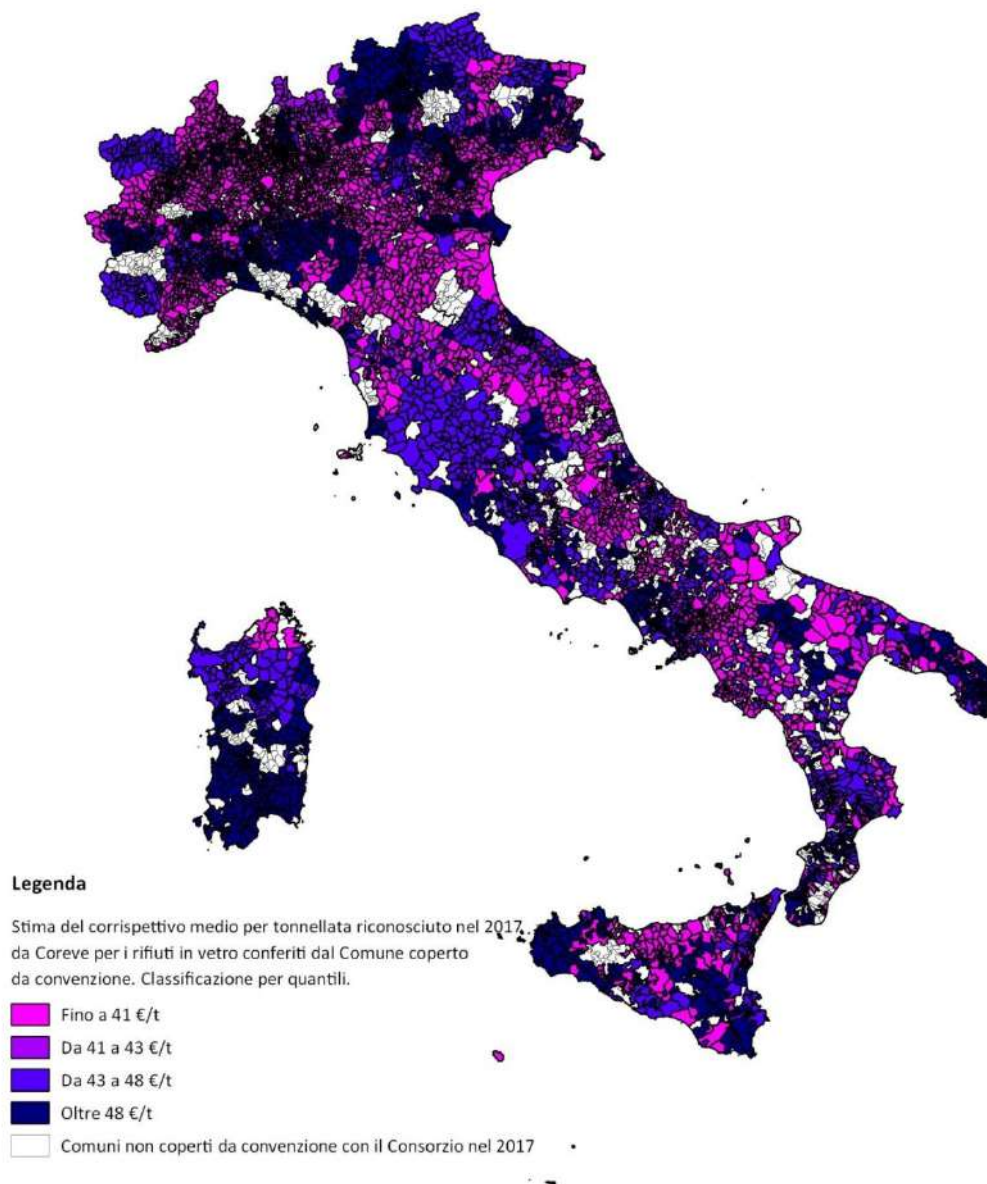 Legenda
Stima del corrispettivo medio per tonnellata riconosciuto nel 2017
da Coreve per i rifiuti in vetro conferiti dal Comune coperto
da convenzione. Classificazione per quantili.
Fino a 41 €/t
Da 41 a 43 €/t
Da 43 a 48 €/t
Oltre 48 €/t
Comuni non coperti da convenzione con il Consorzio nel 2017